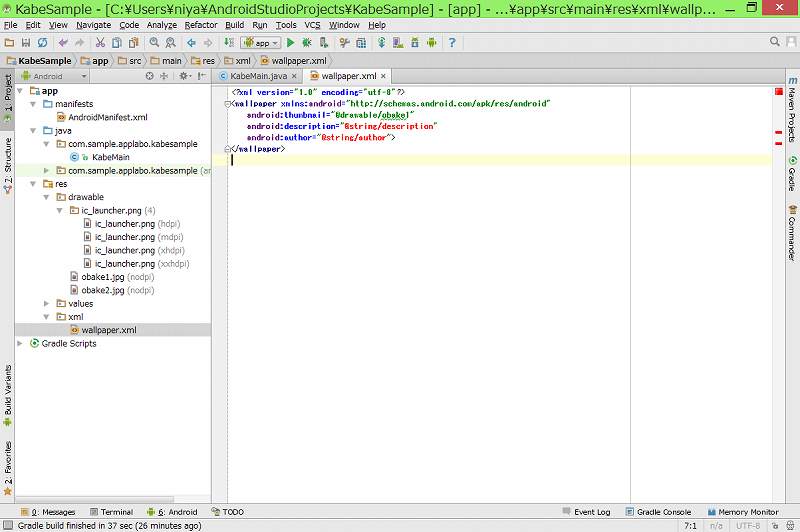 KabeSample - [C:¥Users¥niya¥AndroidStudioProjects¥KabeSample] - [app] - ...¥app¥src¥main¥res¥xml¥wallp...
File Edit View Navigate Code Analyze Refactor Build Run Tools VCS Window Help
app
KabeSample app src main res xml wallpaper.xml
Android
KabeMain.java × wallpaper.xml ×
1: Project
7: Structure
Build Variants
2: Favorites
app
manifests
AndroidManifest.xml
java
com.sample.applabo.kabesample
KabeMain
com.sample.applabo.kabesample (an
res
drawable
ic_launcher.png (4)
ic_launcher.png (hdpi)
ic_launcher.png (mdpi)
ic_launcher.png (xhdpi)
ic_launcher.png (xxhdpi)
obake1.jpg (nodpi)
obake2.jpg (nodpi)
values
xml
wallpaper.xml
Gradle Scripts
<?xml version="1.0" encoding="utf-8"?>
<wallpaper xmlns:android="http://schemas.android.com/apk/res/android"
android:thumbnail="@drawable/obake1"
android:description="@string/description"
android:author="@string/author">
</wallpaper>
m
Maven Projects
Gradle
Commander
0: Messages Terminal 6: Android TODO Event Log Gradle Console Memory Monitor
Gradle build finished in 37 sec (26 minutes ago) 7:1 n/a UTF-8